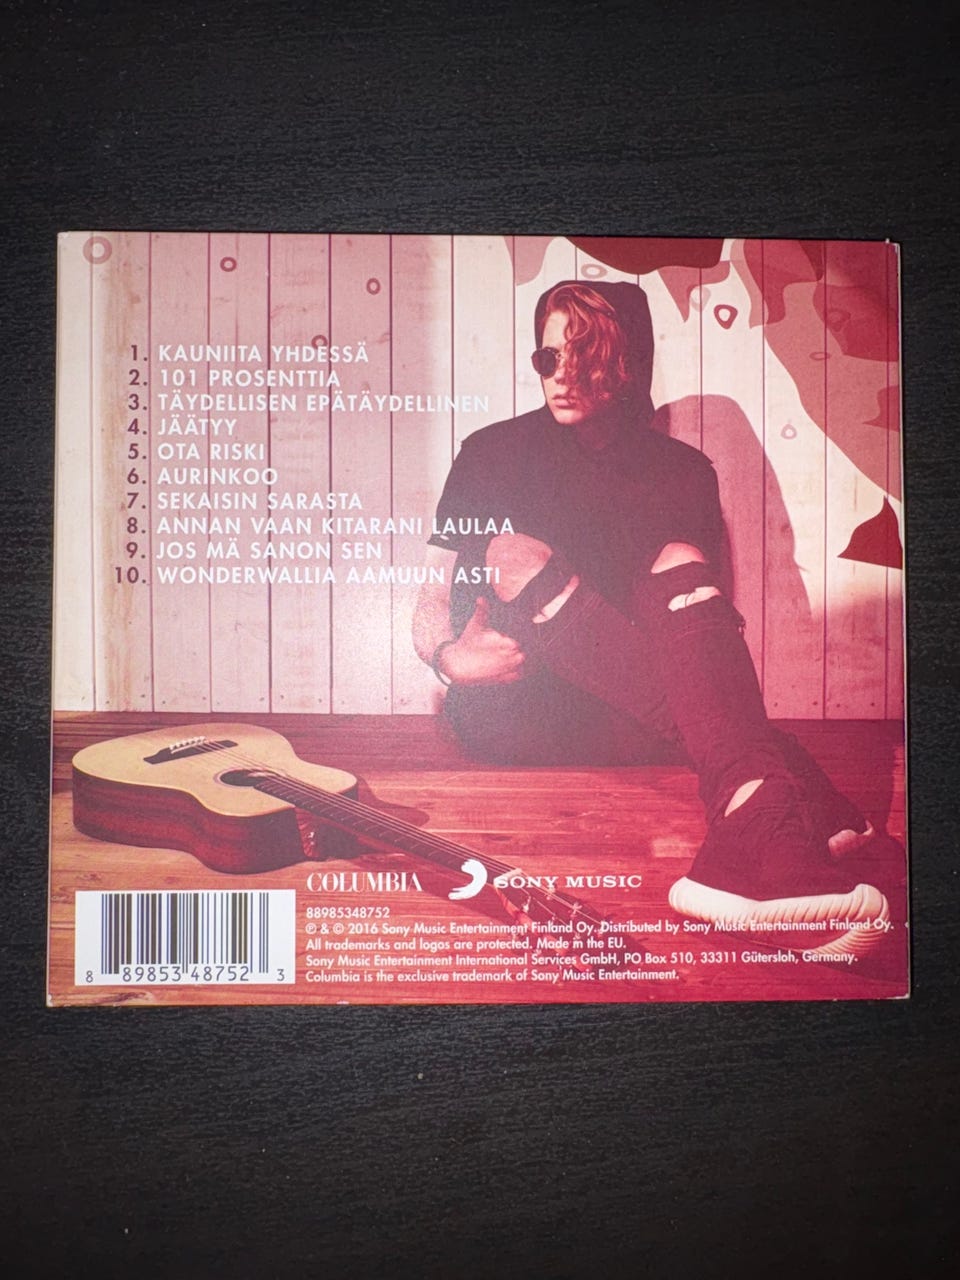 1. KAUNIITA YHDESSÄ
2. 101 PROSENTTIA
3. TÄYDELLISEN EPÄTÄYDELLINEN
4. JÄÄTYY
5. OTA RISKI
6. AURINKOO
7. SEKAISIN SARASTA
8. ANNAN VAAN KITARANI LAULAA
9. JOS MÄ SANON SEN
10. WONDERWALLIA AAMUUN ASTI
COLUMBIA SONY MUSIC
88985348752
℗ & © 2016 Sony Music Entertainment Finland Oy. Distributed by Sony Music Entertainment Finland Oy.
All trademarks and logos are protected. Made in the EU.
Sony Music Entertainment International Services GmbH, PO Box 510, 33311 Gütersloh, Germany.
Columbia is the exclusive trademark of Sony Music Entertainment.
8 89853 48752 3